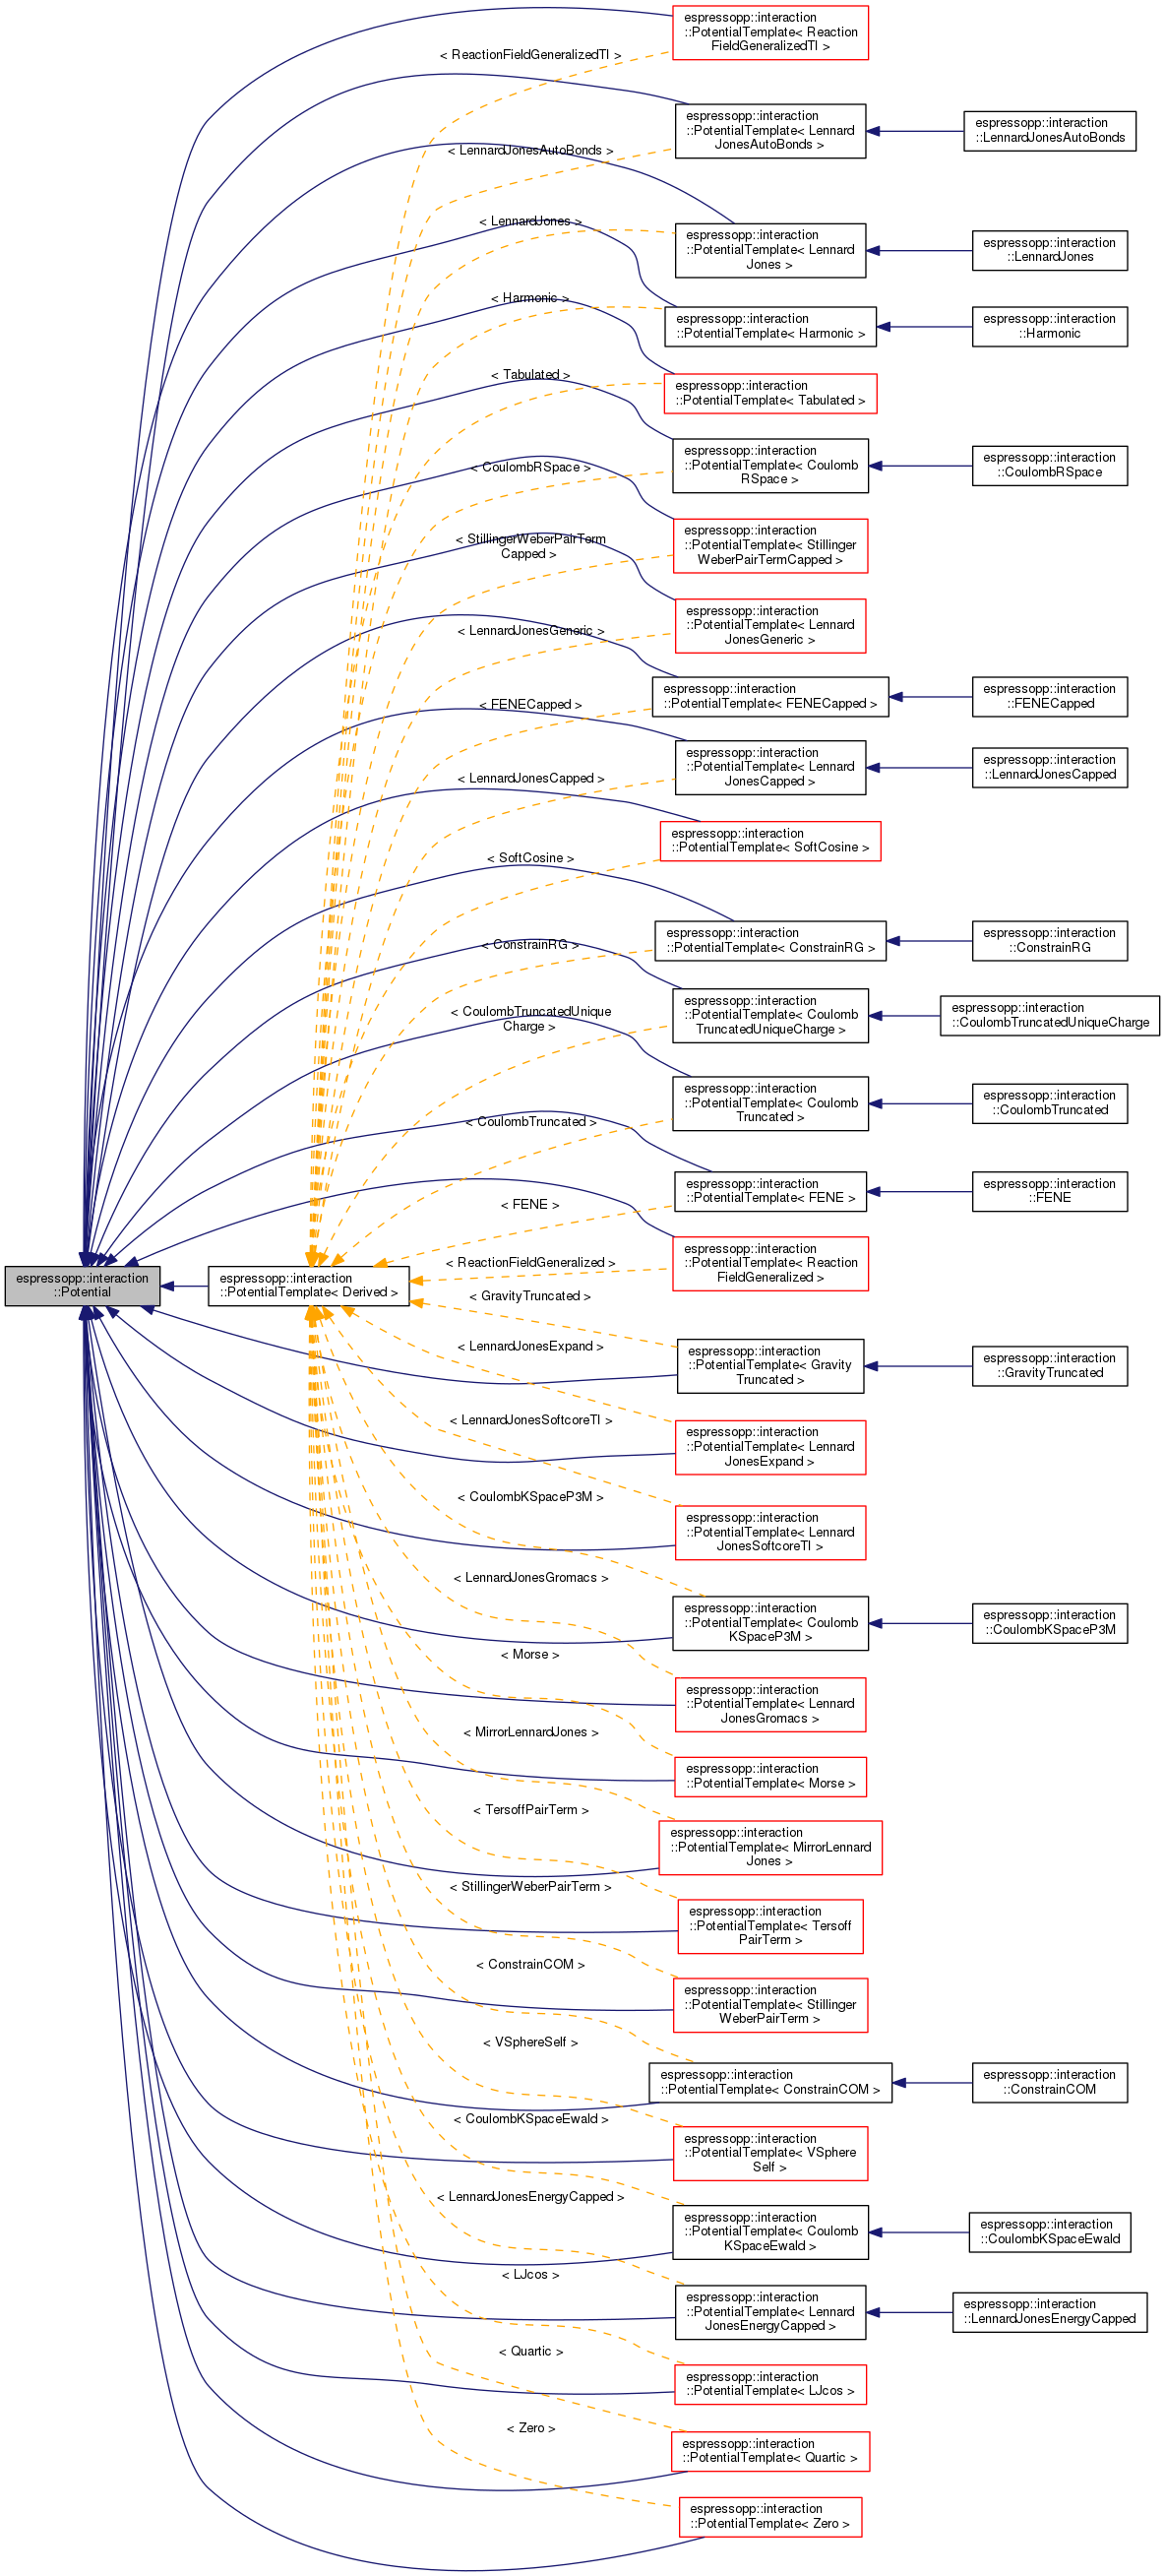 espressopp::interaction
::PotentialTemplate< Reaction
FieldGeneralizedTI >
< ReactionFieldGeneralizedTI >
espressopp::interaction
::PotentialTemplate< Lennard
JonesAutoBonds >
espressopp::interaction
::LennardJonesAutoBonds
< LennardJonesAutoBonds >
< LennardJones >
espressopp::interaction
::PotentialTemplate< Lennard
Jones >
espressopp::interaction
::LennardJones
< Harmonic >
espressopp::interaction
::PotentialTemplate< Harmonic >
espressopp::interaction
::Harmonic
< Tabulated >
espressopp::interaction
::PotentialTemplate< Tabulated >
espressopp::interaction
::PotentialTemplate< Coulomb
RSpace >
espressopp::interaction
::CoulombRSpace
< CoulombRSpace >
espressopp::interaction
::PotentialTemplate< Stillinger
WeberPairTermCapped >
< StillingerWeberPairTerm
Capped >
espressopp::interaction
::PotentialTemplate< Lennard
JonesGeneric >
< LennardJonesGeneric >
espressopp::interaction
::PotentialTemplate< FENECapped >
espressopp::interaction
::FENECapped
< FENECapped >
espressopp::interaction
::PotentialTemplate< Lennard
JonesCapped >
espressopp::interaction
::LennardJonesCapped
< LennardJonesCapped >
espressopp::interaction
::PotentialTemplate< SoftCosine >
< SoftCosine >
espressopp::interaction
::PotentialTemplate< ConstrainRG >
espressopp::interaction
::ConstrainRG
< ConstrainRG >
espressopp::interaction
::PotentialTemplate< Coulomb
TruncatedUniqueCharge >
espressopp::interaction
::CoulombTruncatedUniqueCharge
< CoulombTruncatedUnique
Charge >
espressopp::interaction
::PotentialTemplate< Coulomb
Truncated >
espressopp::interaction
::CoulombTruncated
< CoulombTruncated >
espressopp::interaction
::PotentialTemplate< FENE >
espressopp::interaction
::FENE
< FENE >
espressopp::interaction
::PotentialTemplate< Reaction
FieldGeneralized >
< ReactionFieldGeneralized >
espressopp::interaction
::Potential
espressopp::interaction
::PotentialTemplate< Derived >
< GravityTruncated >
espressopp::interaction
::PotentialTemplate< Gravity
Truncated >
espressopp::interaction
::GravityTruncated
< LennardJonesExpand >
espressopp::interaction
::PotentialTemplate< Lennard
JonesExpand >
< LennardJonesSoftcoreTI >
espressopp::interaction
::PotentialTemplate< Lennard
JonesSoftcoreTI >
< CoulombKSpaceP3M >
espressopp::interaction
::PotentialTemplate< Coulomb
KSpaceP3M >
espressopp::interaction
::CoulombKSpaceP3M
< LennardJonesGromacs >
espressopp::interaction
::PotentialTemplate< Lennard
JonesGromacs >
< Morse >
espressopp::interaction
::PotentialTemplate< Morse >
< MirrorLennardJones >
espressopp::interaction
::PotentialTemplate< MirrorLennard
Jones >
< TersoffPairTerm >
espressopp::interaction
::PotentialTemplate< Tersoff
PairTerm >
< StillingerWeberPairTerm >
espressopp::interaction
::PotentialTemplate< Stillinger
WeberPairTerm >
< ConstrainCOM >
espressopp::interaction
::PotentialTemplate< ConstrainCOM >
espressopp::interaction
::ConstrainCOM
< VSphereSelf >
espressopp::interaction
::PotentialTemplate< VSphere
Self >
< CoulombKSpaceEwald >
espressopp::interaction
::PotentialTemplate< Coulomb
KSpaceEwald >
espressopp::interaction
::CoulombKSpaceEwald
< LennardJonesEnergyCapped >
espressopp::interaction
::PotentialTemplate< Lennard
JonesEnergyCapped >
espressopp::interaction
::LennardJonesEnergyCapped
< LJcos >
espressopp::interaction
::PotentialTemplate< LJcos >
< Quartic >
espressopp::interaction
::PotentialTemplate< Quartic >
< Zero >
espressopp::interaction
::PotentialTemplate< Zero >